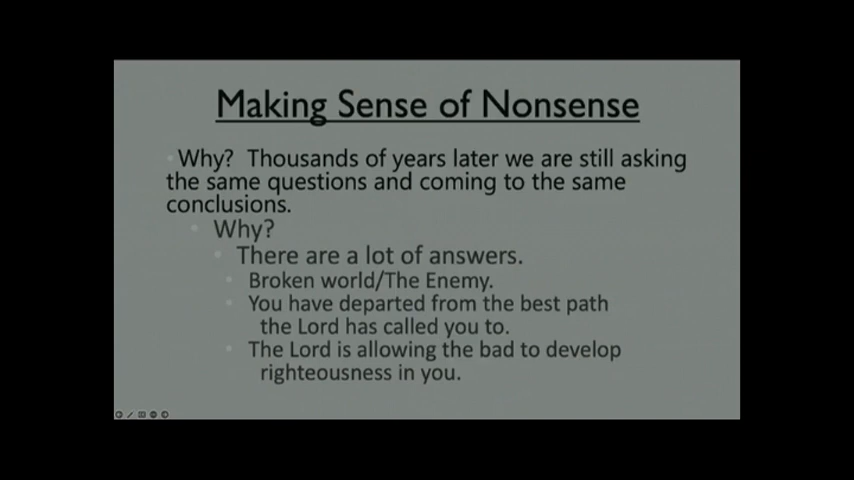 Making Sense of Nonsense
Why? Thousands of years later we are still asking
the same questions and coming to the same
conclusions.
Why?
There are a lot of answers.
Broken world/The Enemy.
You have departed from the best path
the Lord has called you to.
The Lord is allowing the bad to develop
righteousness in you.